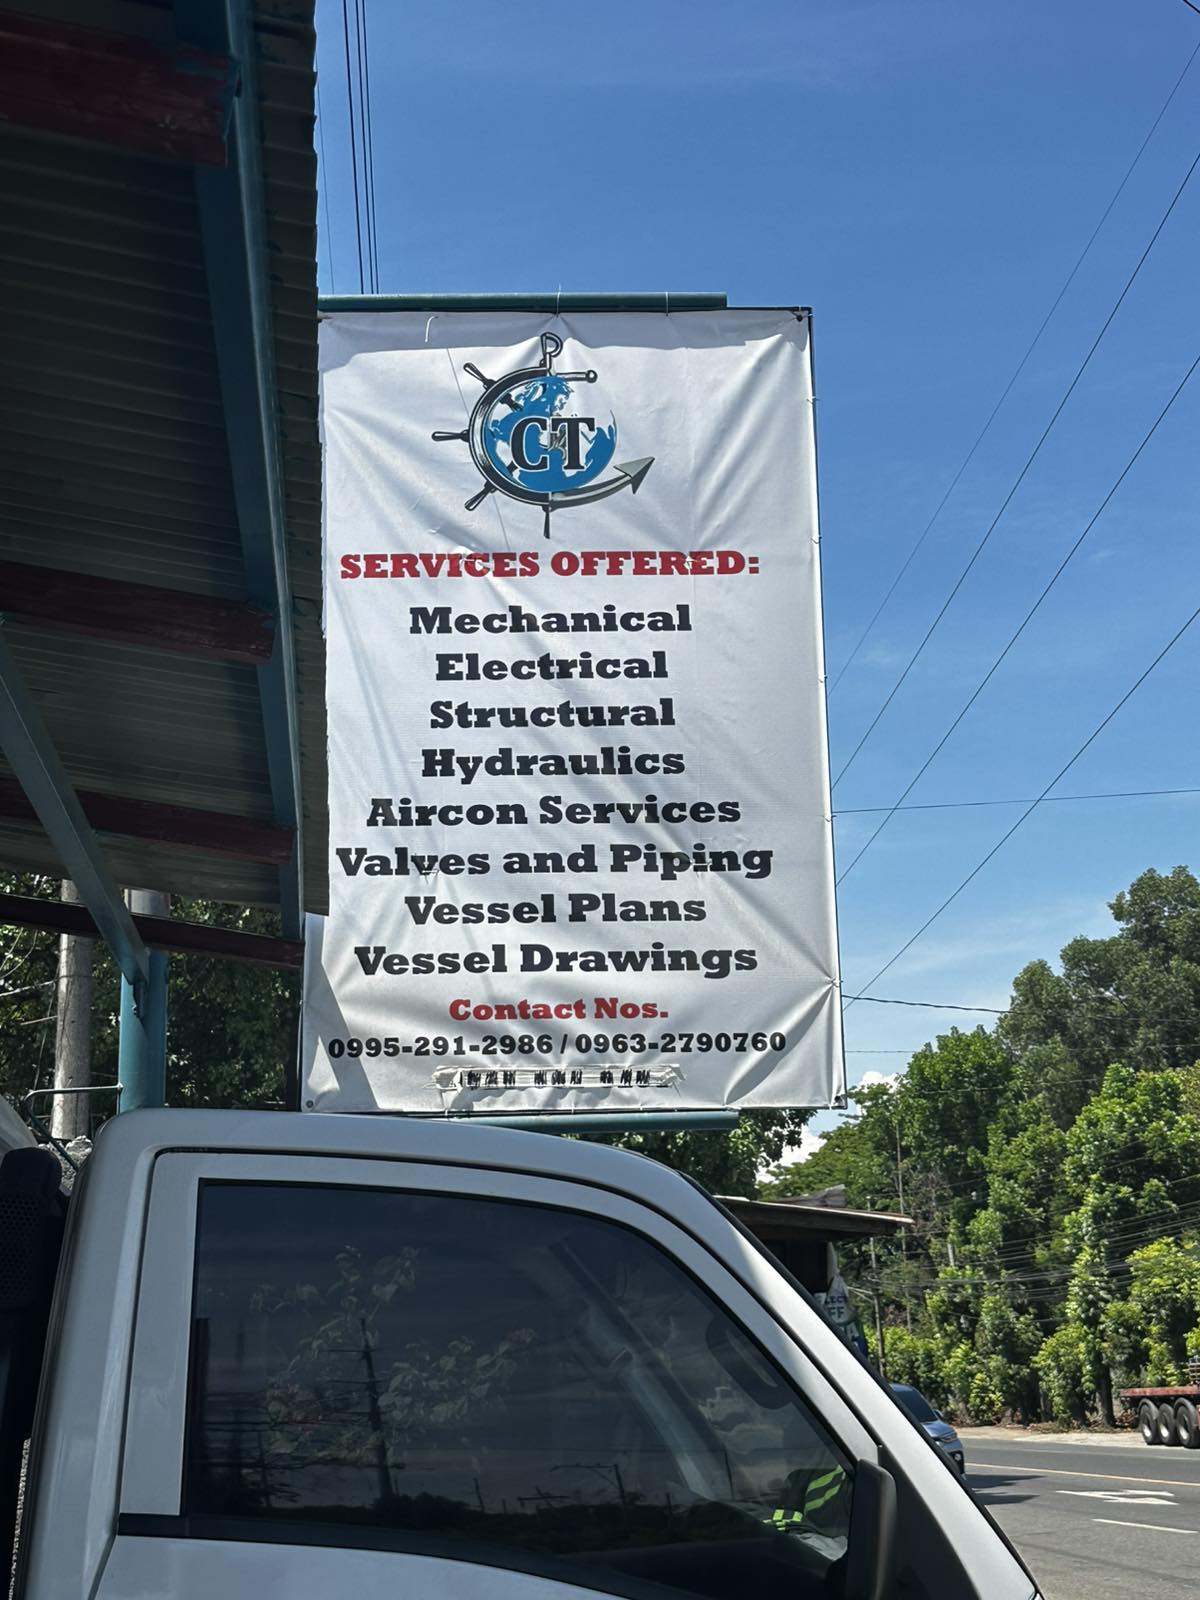 CT
SERVICES OFFERED:
Mechanical
Electrical
Structural
Hydraulics
Aircon Services
Valves and Piping
Vessel Plans
Vessel Drawings
Contact Nos.
0995-291-2986 / 0963-2790760